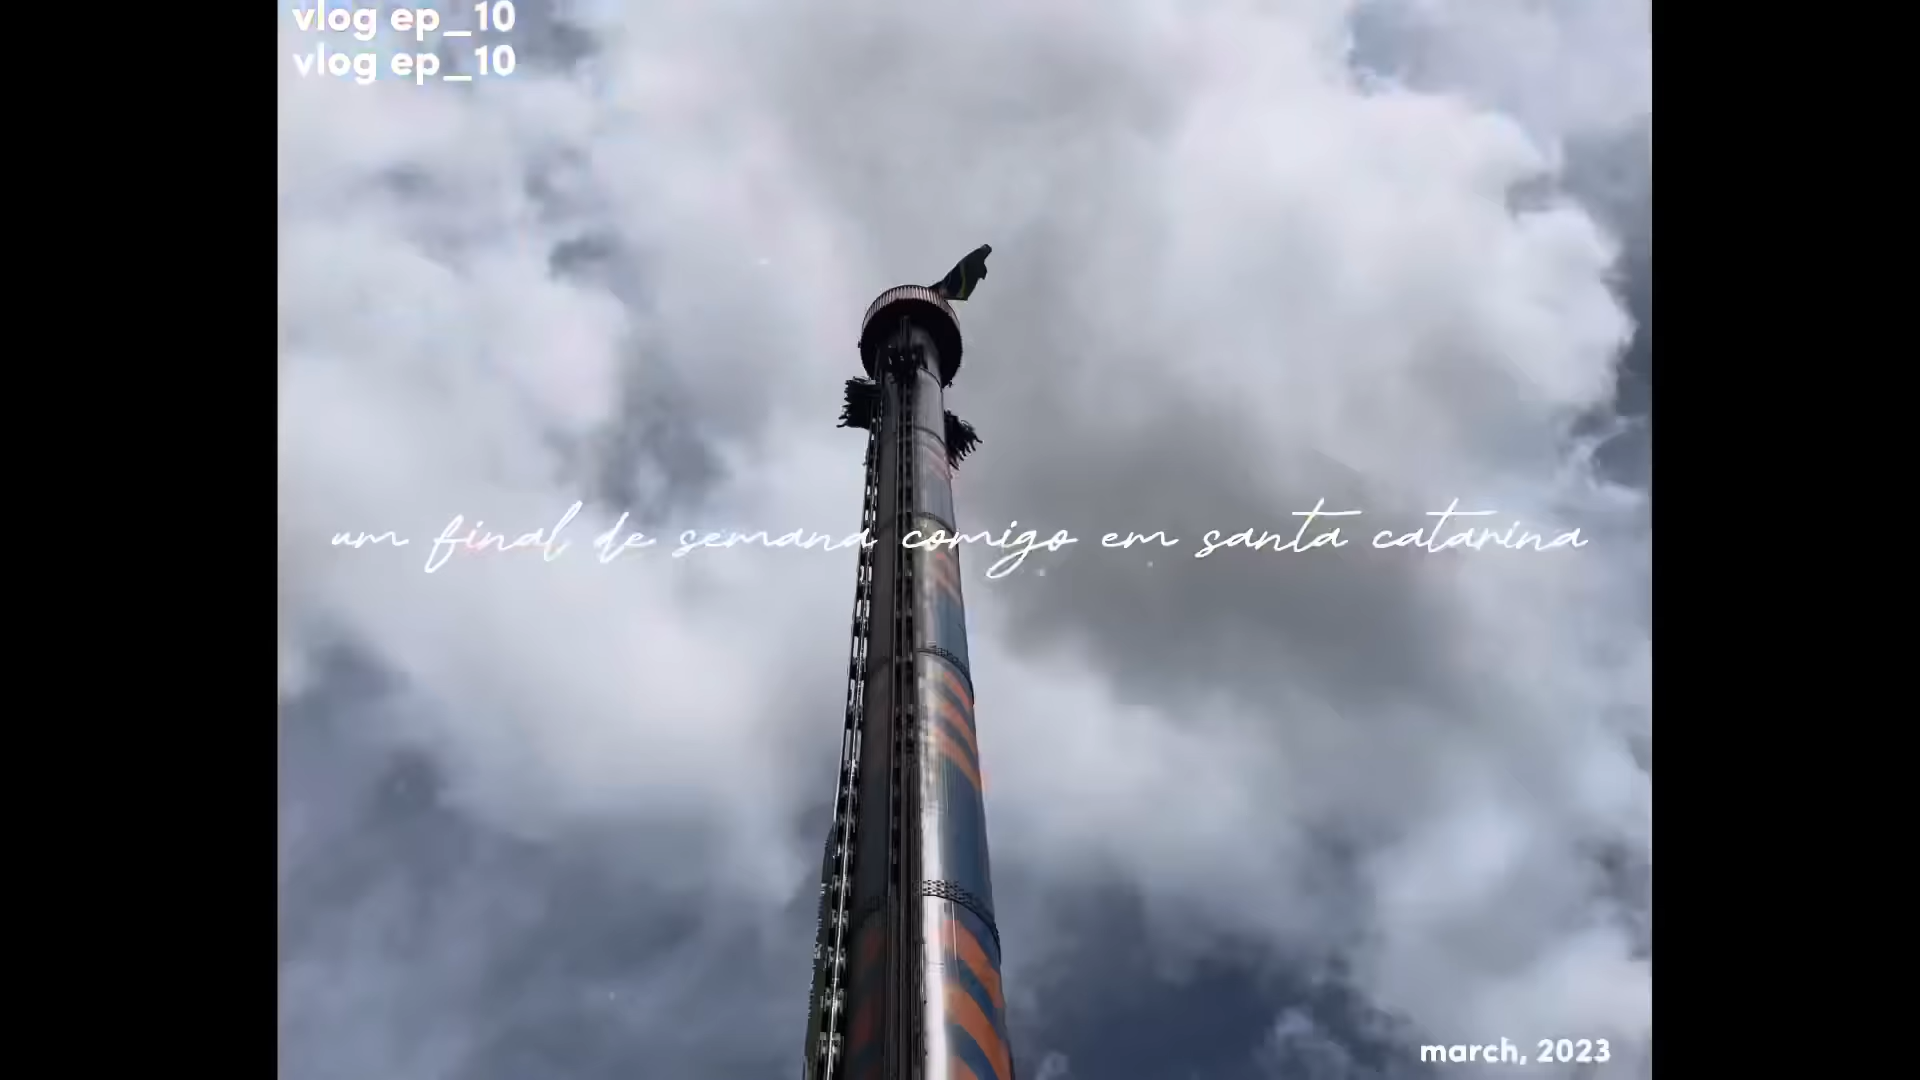 vlog ep_10
vlog ep_10
um final de semana comigo em santa catarina
march, 2023